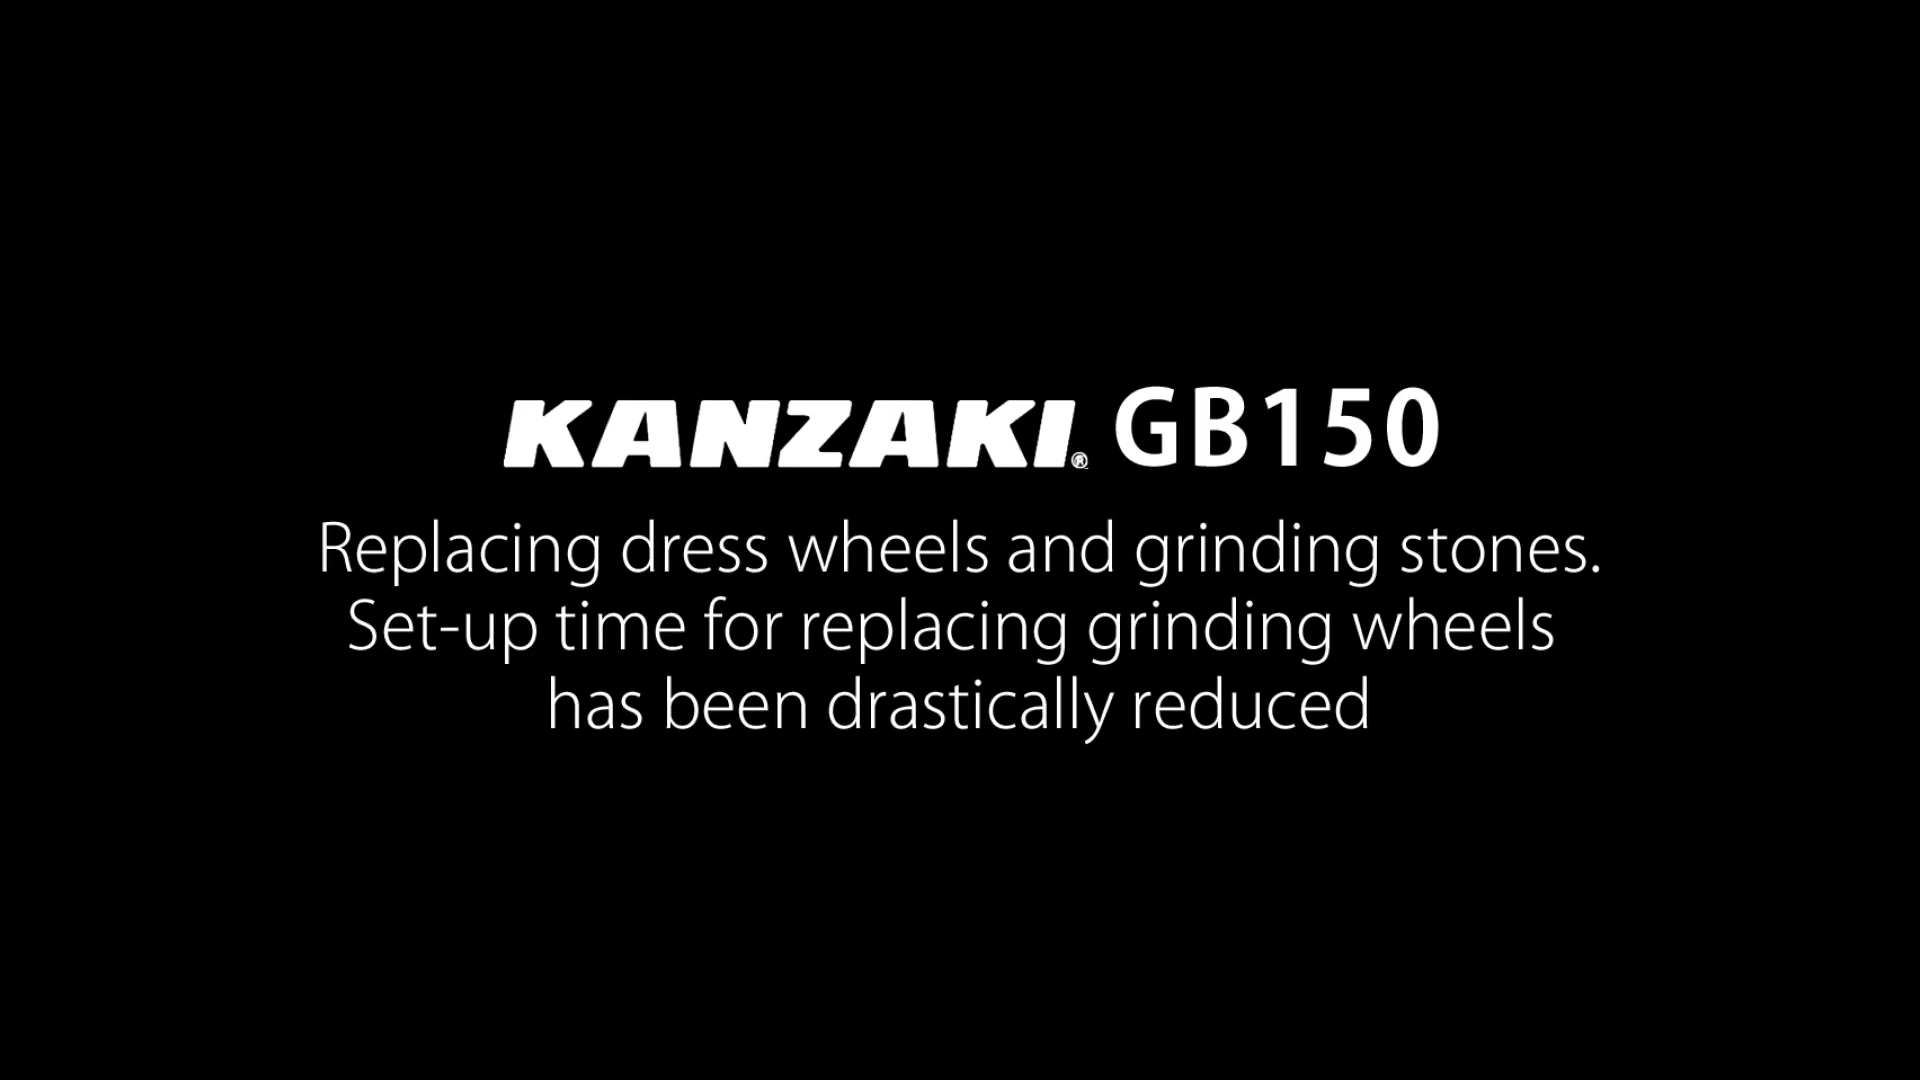 KANZAKI® GB150
Replacing dress wheels and grinding stones.
Set-up time for replacing grinding wheels
has been drastically reduced